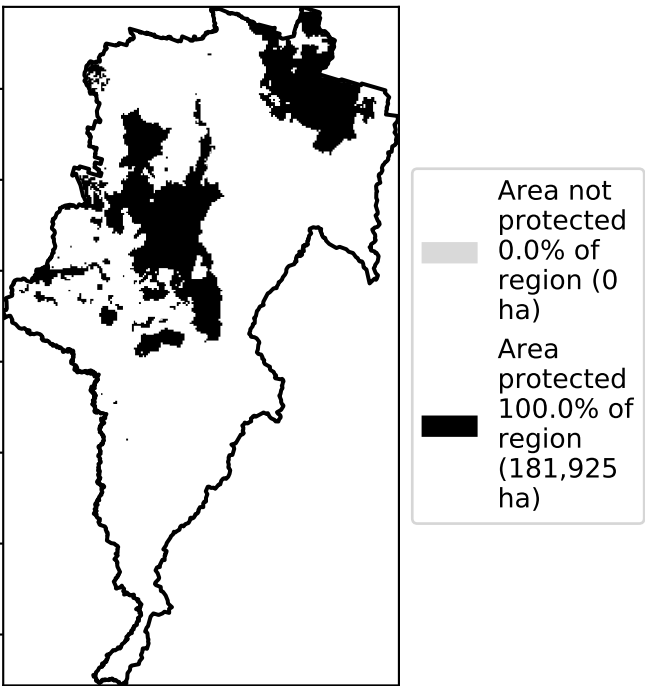 Area not
protected
0.0% of
region (0
ha)
Area
protected
100.0% of
region
(181,925
ha)